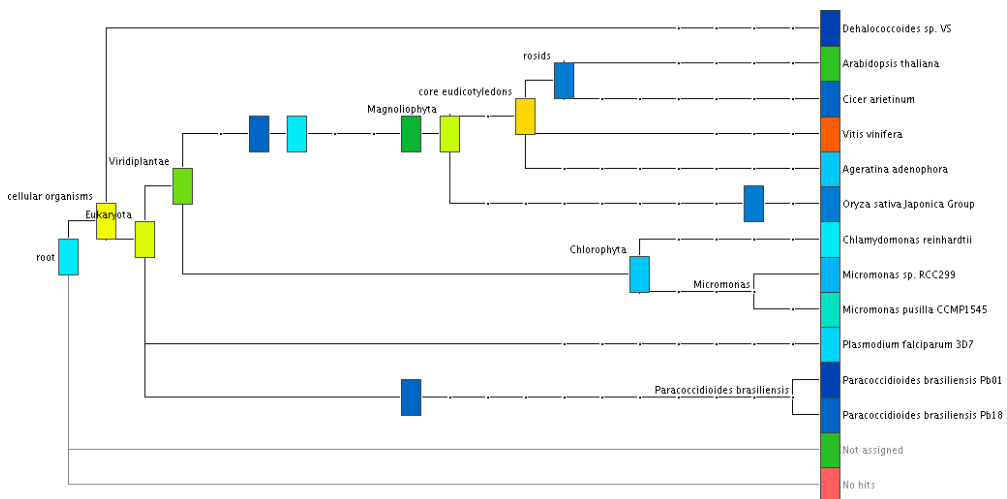 Dehalococcoides sp. VS
rosids
Arabidopsis thaliana
core eudicotyledons
Cicer arietinum
Magnoliophyta
Vitis vinifera
Viridiplantae
Ageratina adenophora
cellular organisms
Oryza sativa Japonica Group
Eukaryota
Chlamydomonas reinhardtii
Chlorophyta
root
Micromonas sp. RCC299
Micromonas
Micromonas pusilla CCMP1545
Plasmodium falciparum 3D7
Paracoccidioides brasiliensis Pb01
Paracoccidioides brasiliensis
Paracoccidioides brasiliensis Pb18
Not assigned
No hits